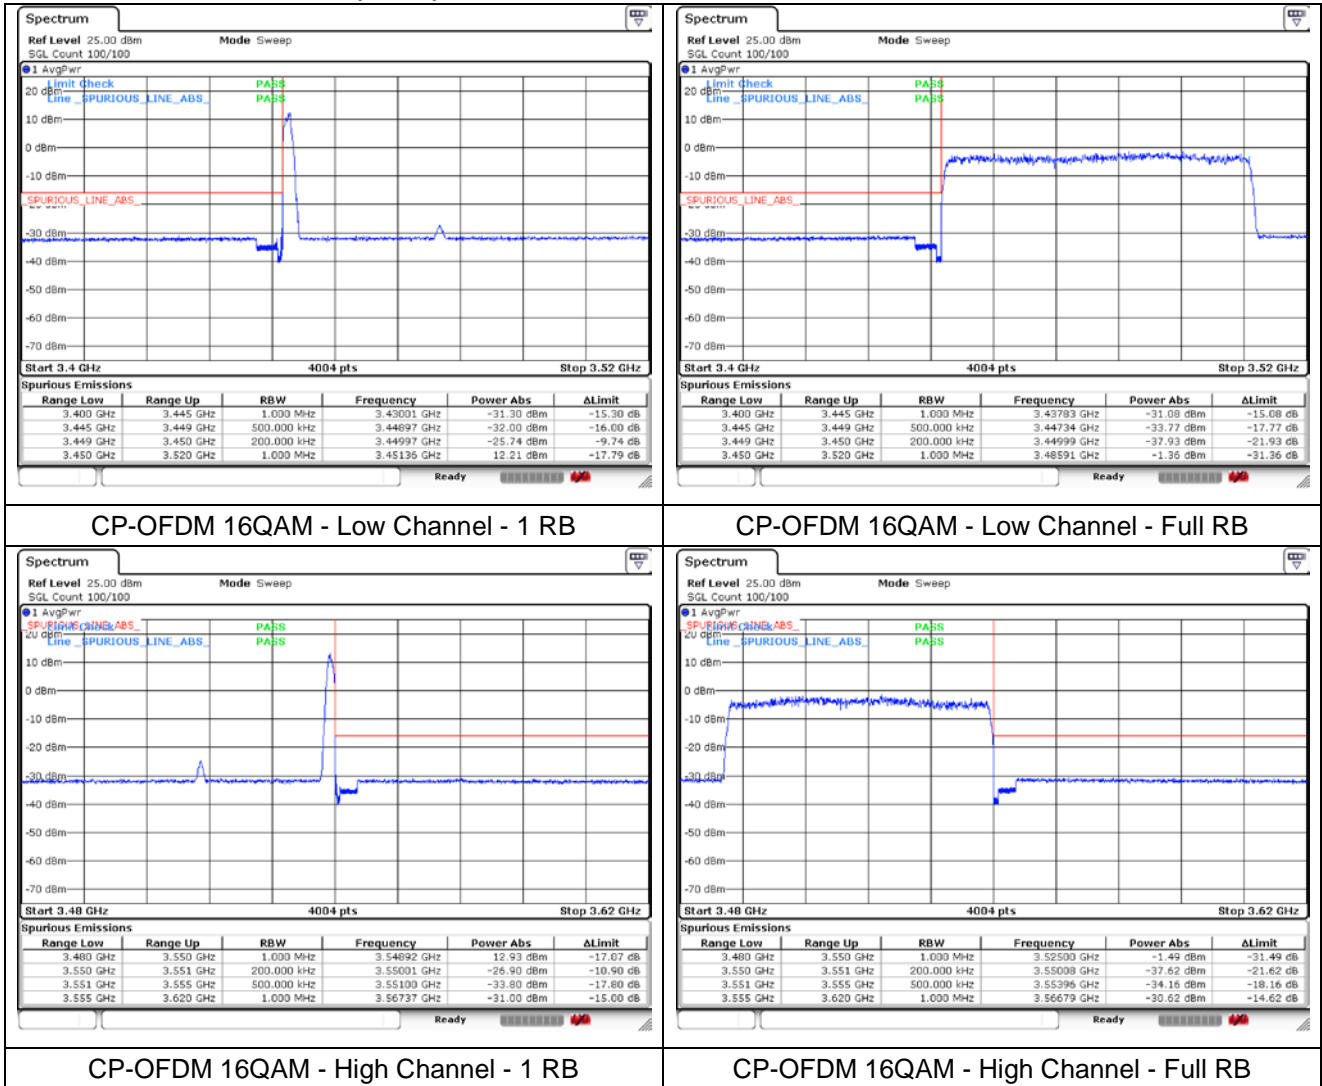 Spectrum
Ref Level 25.00 dBm Mode Sweep
SGL Count 100/100
1 AvgPwr
Limit Check PASS
20 dBm
Line _SPURIOUS_LINE_ABS_ PASS
10 dBm
0 dBm
-10 dBm
_SPURIOUS_LINE_ABS_
-20 dBm
-30 dBm
-40 dBm
-50 dBm
-60 dBm
-70 dBm
Start 3.4 GHz 4004 pts Stop 3.52 GHz
Spurious Emissions
Range Low Range Up RBW Frequency Power Abs ΔLimit
3.400 GHz 3.445 GHz 1.000 MHz 3.43001 GHz -31.30 dBm -15.30 dB
3.445 GHz 3.449 GHz 500.000 kHz 3.44897 GHz -32.00 dBm -16.00 dB
3.449 GHz 3.450 GHz 200.000 kHz 3.44997 GHz -25.74 dBm -9.74 dB
3.450 GHz 3.520 GHz 1.000 MHz 3.45136 GHz 12.21 dBm -17.79 dB
Ready
CP-OFDM 16QAM - Low Channel - 1 RB
Spectrum
Ref Level 25.00 dBm Mode Sweep
SGL Count 100/100
1 AvgPwr
Limit Check PASS
20 dBm
Line _SPURIOUS_LINE_ABS_ PASS
10 dBm
0 dBm
-10 dBm
_SPURIOUS_LINE_ABS_
-20 dBm
-30 dBm
-40 dBm
-50 dBm
-60 dBm
-70 dBm
Start 3.4 GHz 4004 pts Stop 3.52 GHz
Spurious Emissions
Range Low Range Up RBW Frequency Power Abs ΔLimit
3.400 GHz 3.445 GHz 1.000 MHz 3.43783 GHz -31.08 dBm -15.08 dB
3.445 GHz 3.449 GHz 500.000 kHz 3.44734 GHz -33.77 dBm -17.77 dB
3.449 GHz 3.450 GHz 200.000 kHz 3.44999 GHz -37.93 dBm -21.93 dB
3.450 GHz 3.520 GHz 1.000 MHz 3.48591 GHz -1.36 dBm -31.36 dB
Ready
CP-OFDM 16QAM - Low Channel - Full RB
Spectrum
Ref Level 25.00 dBm Mode Sweep
SGL Count 100/100
1 AvgPwr
_SPURIOUS_LINE_ABS_
Limit Check PASS
20 dBm
Line _SPURIOUS_LINE_ABS_ PASS
10 dBm
0 dBm
-10 dBm
-20 dBm
-30 dBm
-40 dBm
-50 dBm
-60 dBm
-70 dBm
Start 3.48 GHz 4004 pts Stop 3.62 GHz
Spurious Emissions
Range Low Range Up RBW Frequency Power Abs ΔLimit
3.480 GHz 3.550 GHz 1.000 MHz 3.54892 GHz 12.93 dBm -17.07 dB
3.550 GHz 3.551 GHz 200.000 kHz 3.55001 GHz -26.90 dBm -10.90 dB
3.551 GHz 3.555 GHz 500.000 kHz 3.55100 GHz -33.80 dBm -17.80 dB
3.555 GHz 3.620 GHz 1.000 MHz 3.56737 GHz -31.00 dBm -15.00 dB
Ready
CP-OFDM 16QAM - High Channel - 1 RB
Spectrum
Ref Level 25.00 dBm Mode Sweep
SGL Count 100/100
1 AvgPwr
_SPURIOUS_LINE_ABS_
Limit Check PASS
20 dBm
Line _SPURIOUS_LINE_ABS_ PASS
10 dBm
0 dBm
-10 dBm
-20 dBm
-30 dBm
-40 dBm
-50 dBm
-60 dBm
-70 dBm
Start 3.48 GHz 4004 pts Stop 3.62 GHz
Spurious Emissions
Range Low Range Up RBW Frequency Power Abs ΔLimit
3.480 GHz 3.550 GHz 1.000 MHz 3.52500 GHz -1.49 dBm -31.49 dB
3.550 GHz 3.551 GHz 200.000 kHz 3.55008 GHz -37.62 dBm -21.62 dB
3.551 GHz 3.555 GHz 500.000 kHz 3.55396 GHz -34.16 dBm -18.16 dB
3.555 GHz 3.620 GHz 1.000 MHz 3.56679 GHz -30.62 dBm -14.62 dB
Ready
CP-OFDM 16QAM - High Channel - Full RB